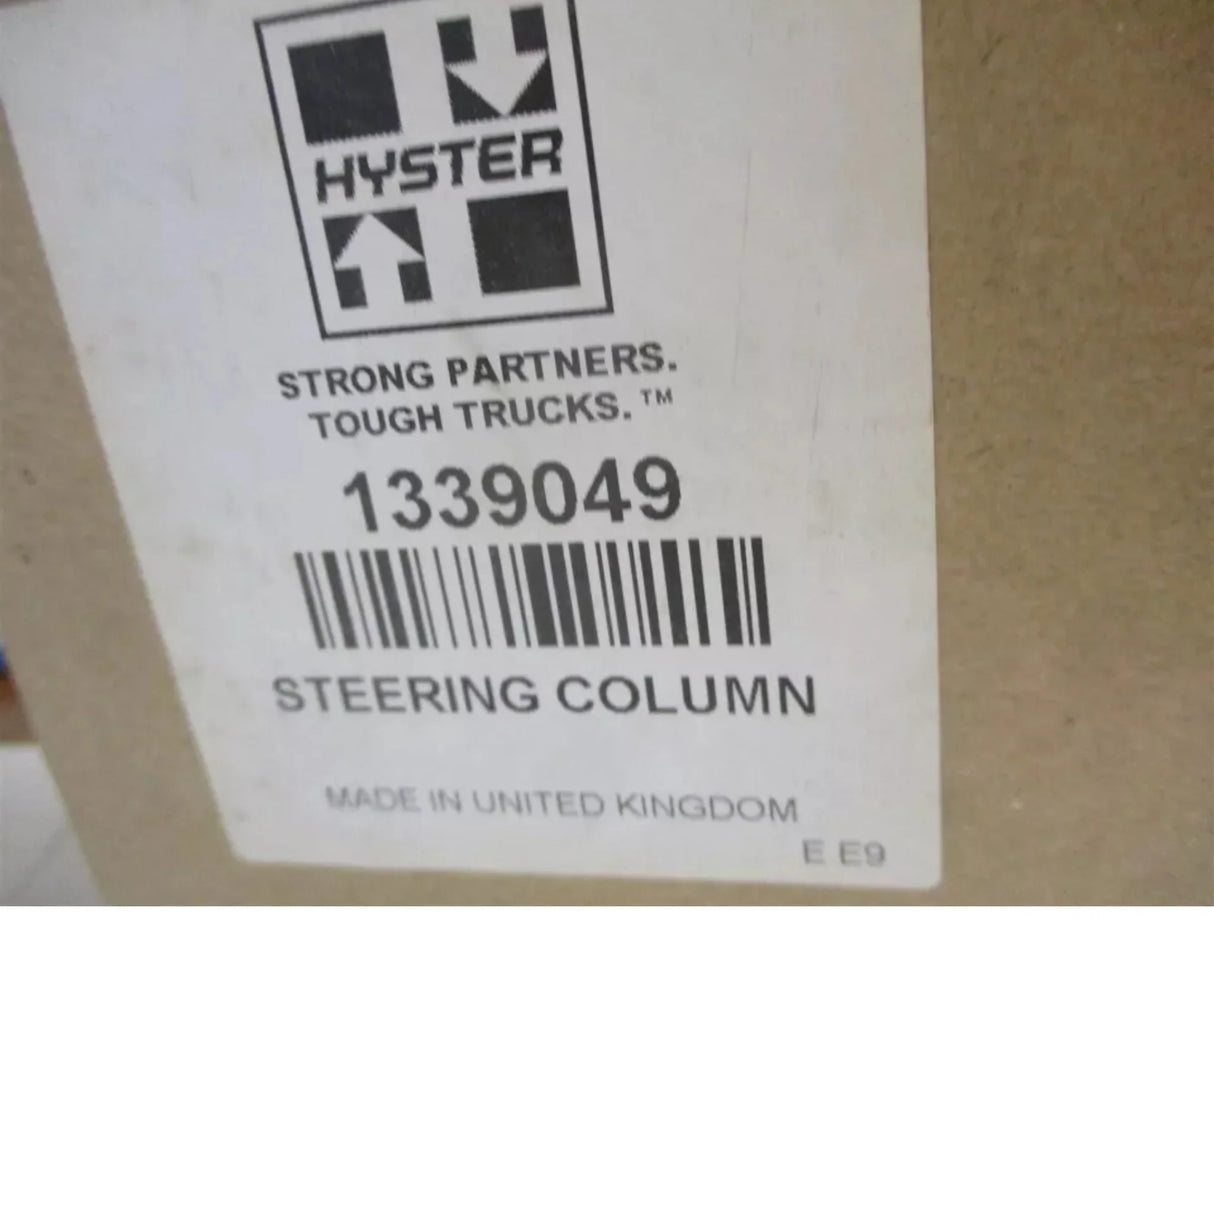 HYSTER
STRONG PARTNERS.
TOUGH TRUCKS.™
1339049
STEERING COLUMN
MADE IN UNITED KINGDOM
E E9